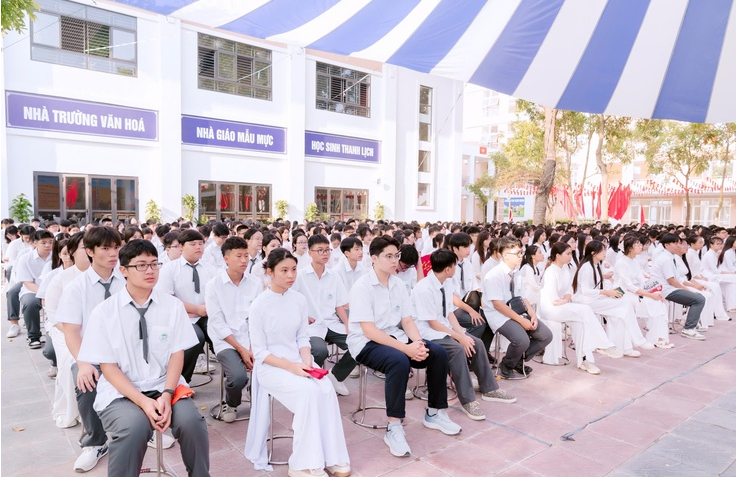 NHÀ TRƯỜNG VĂN HOÁ
NHÀ GIÁO MẪU MỰC
HỌC SINH THANH LỊCH